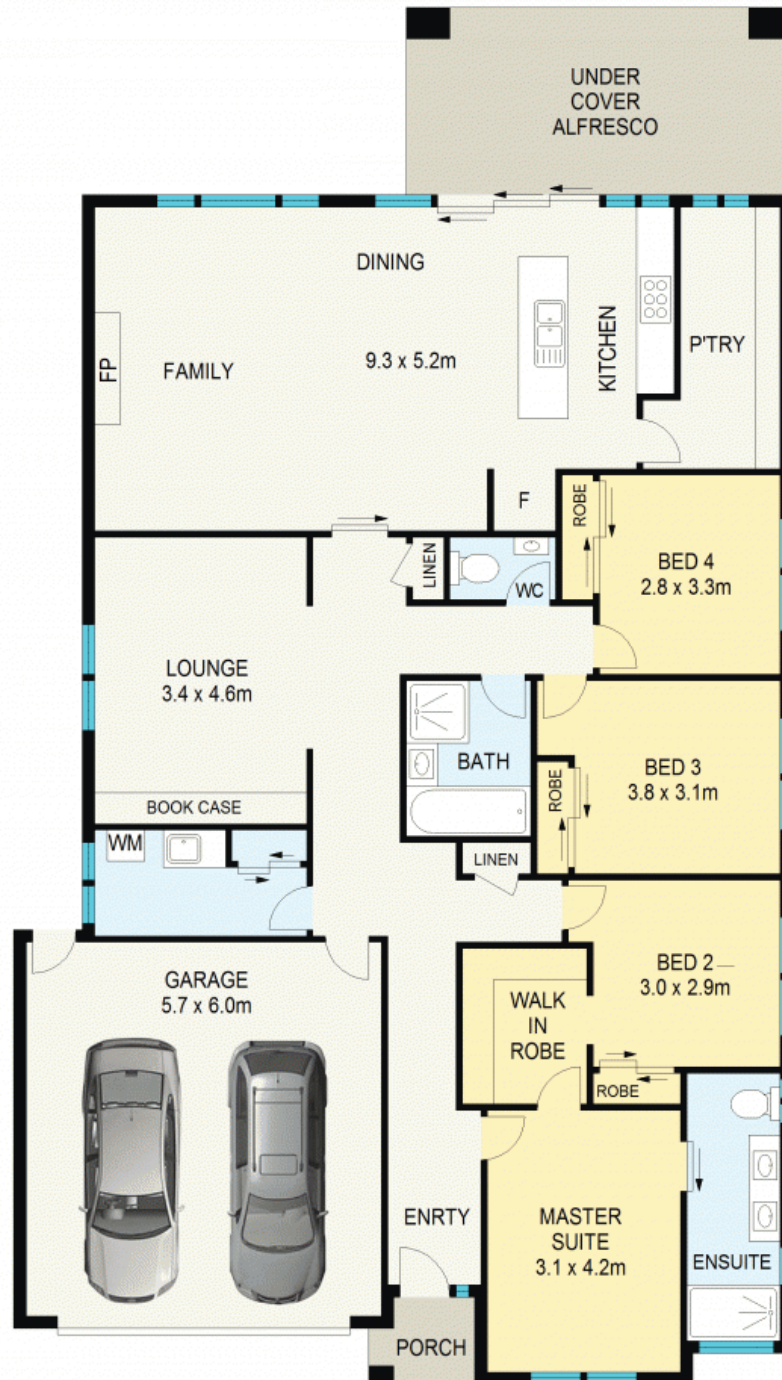 UNDER
COVER
ALFRESCO
DINING
KITCHEN
P'TRY
FP
FAMILY
9.3 x 5.2m
F
ROBE
BED 4
2.8 x 3.3m
LINEN
WC
LOUNGE
3.4 x 4.6m
BATH
BED 3
3.8 x 3.1m
ROBE
BOOK CASE
WM
LINEN
GARAGE
5.7 x 6.0m
BED 2
3.0 x 2.9m
WALK
IN
ROBE
ROBE
ENRTY
MASTER
SUITE
3.1 x 4.2m
ENSUITE
PORCH